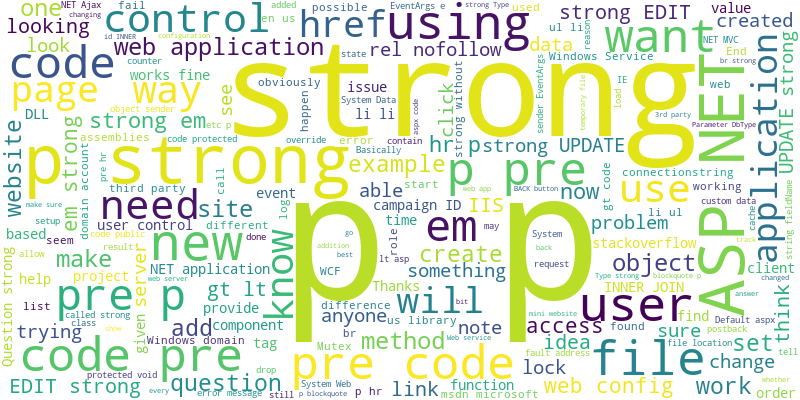 one
NET Ajax
fail
control
href
possible
EventArgs e
using
used
strong Type
changing
id INNER
configuration
added
en us
looking
web application
code
look
works fine
counter
rel nofollow
state
ul li
data
strong EDIT
Windows Service
value
created
want
NET MVC
End
br strong
reason
web
page way
DLL
object sender
assemblies
strong em
code protected
etc p
see
obviously
happen
System Data
override
issue
li li
error
aspx code
contain
Basically
click
strong without
sender EventArgs
IE
load
temporary file
3rd party
Parameter DbType
strong
ASP NET
application
UPDATE strong
website
em strong
domain account
pre hr
p strong
third party
call
example
start
hr p
strong UPDATE
p pre
BACK button
web app
now
gt code
connectionstring
use
working
custom data
li ul
cache
track
string fieldName
make sure
setup
need
site
event
able
campaign ID
IIS
time
role
log
problem
stackoverflow
object
based
seem
user control
different
done
know
em
may
System
allow
code public
result
new
NET application
web server
addition
go
best
p
p
back
request
create
something
lt asp
WCF
INNER JOIN
client
changed
Type strong
blockquote p
answer
Question strong
help
project
make
given server
gt lt
provide
Thanks
anyone
difference
us library
bit
will
user
find
Default aspx
postback
think
list
called strong
class
show
pre p
add
component
Mutex
br
method
note
mini website
Web service
access
found
sure
file location
set
tell
trying
Windows domain
tag
code pre
drop
pre code
lock
idea
fault address
file
change
whether
EDIT strong
protected void
every
question
error message
System Web
still
p blockquote
p hr
link
function
msdn microsoft
web config
work
order